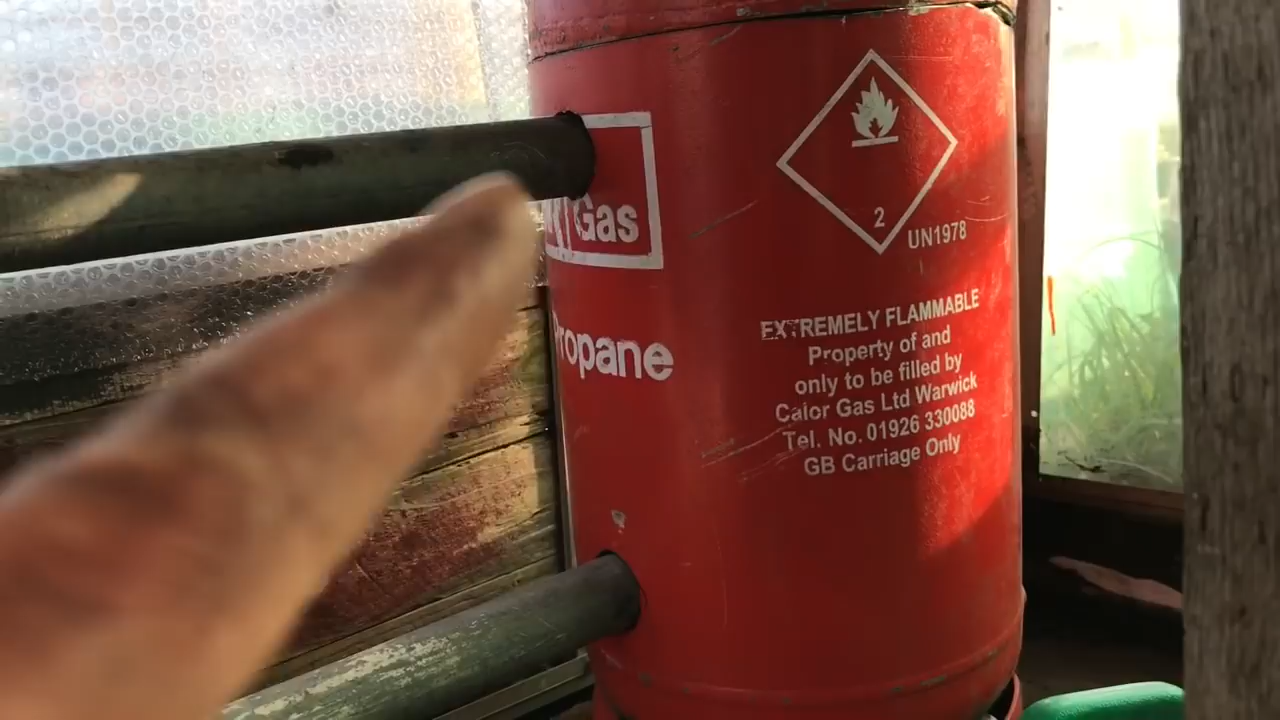 Gas
Propane
2
UN1978
EXTREMELY FLAMMABLE
Property of and
only to be filled by
Calor Gas Ltd Warwick
Tel. No. 01926 330088
GB Carriage Only